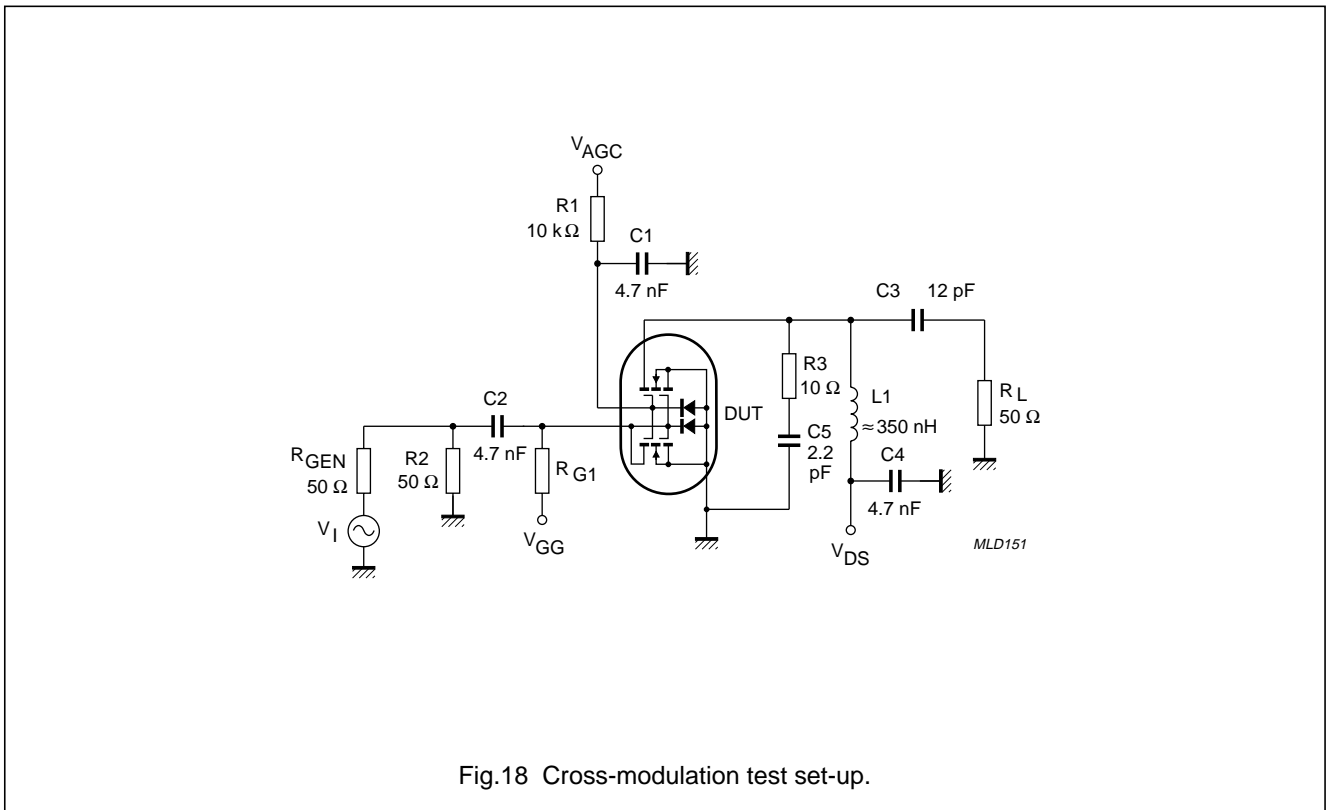 V_AGC
R1
10 kΩ
C1
4.7 nF
C3 12 pF
R3
10 Ω
L1
≈350 nH
R_L
50 Ω
C2
4.7 nF
DUT
C5
2.2
pF
C4
4.7 nF
R_GEN
50 Ω
R2
50 Ω
R_G1
V_I
V_GG
V_DS
MLD151
Fig.18 Cross-modulation test set-up.